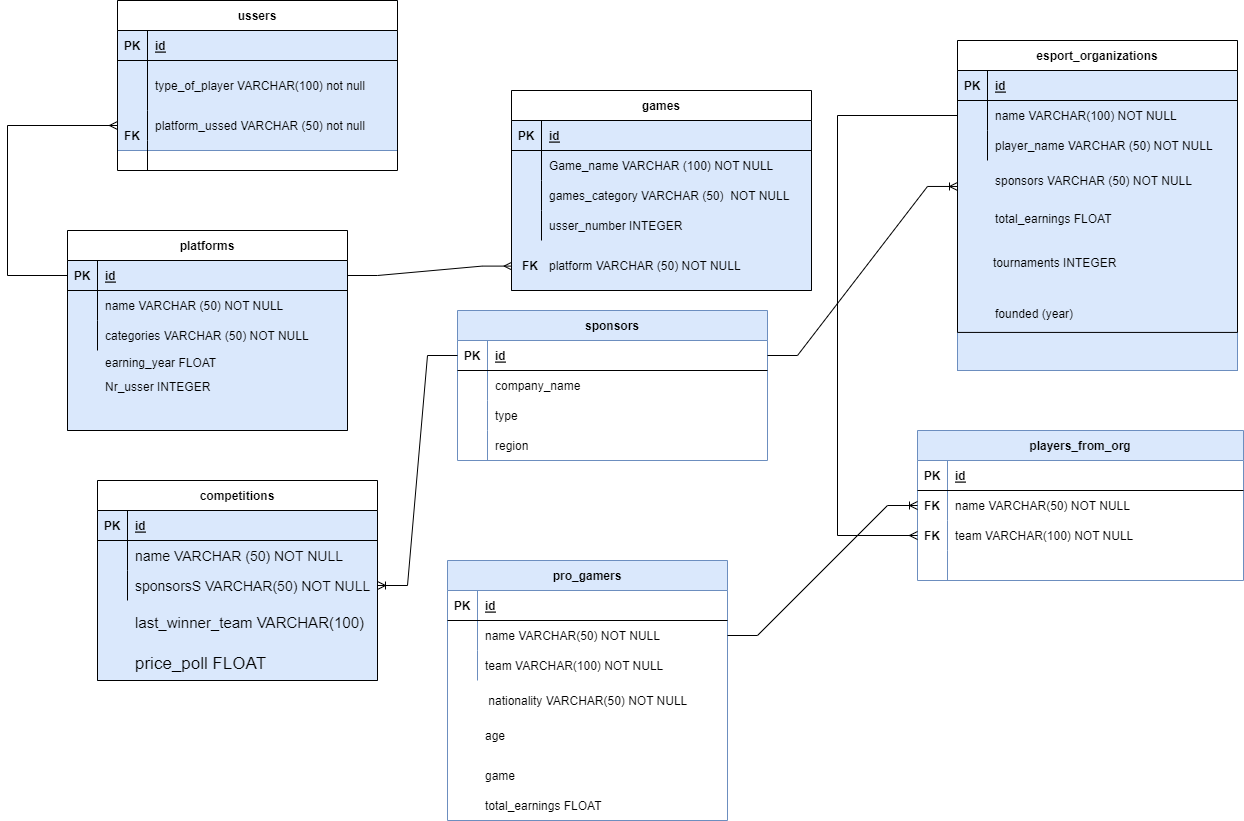 ussers
PK id
type_of_player VARCHAR(100) not null
platform_ussed VARCHAR (50) not null
FK
platforms
PK id
name VARCHAR (50) NOT NULL
categories VARCHAR (50) NOT NULL
earning_year FLOAT
Nr_usser INTEGER
games
PK id
Game_name VARCHAR (100) NOT NULL
games_category VARCHAR (50) NOT NULL
usser_number INTEGER
FK platform VARCHAR (50) NOT NULL
esport_organizations
PK id
name VARCHAR(100) NOT NULL
player_name VARCHAR (50) NOT NULL
sponsors VARCHAR (50) NOT NULL
total_earnings FLOAT
tournaments INTEGER
founded (year)
sponsors
PK id
company_name
type
region
competitions
PK id
name VARCHAR (50) NOT NULL
sponsorsS VARCHAR(50) NOT NULL
last_winner_team VARCHAR(100)
price_poll FLOAT
pro_gamers
PK id
name VARCHAR(50) NOT NULL
team VARCHAR(100) NOT NULL
nationality VARCHAR(50) NOT NULL
age
game
total_earnings FLOAT
players_from_org
PK id
FK name VARCHAR(50) NOT NULL
FK team VARCHAR(100) NOT NULL